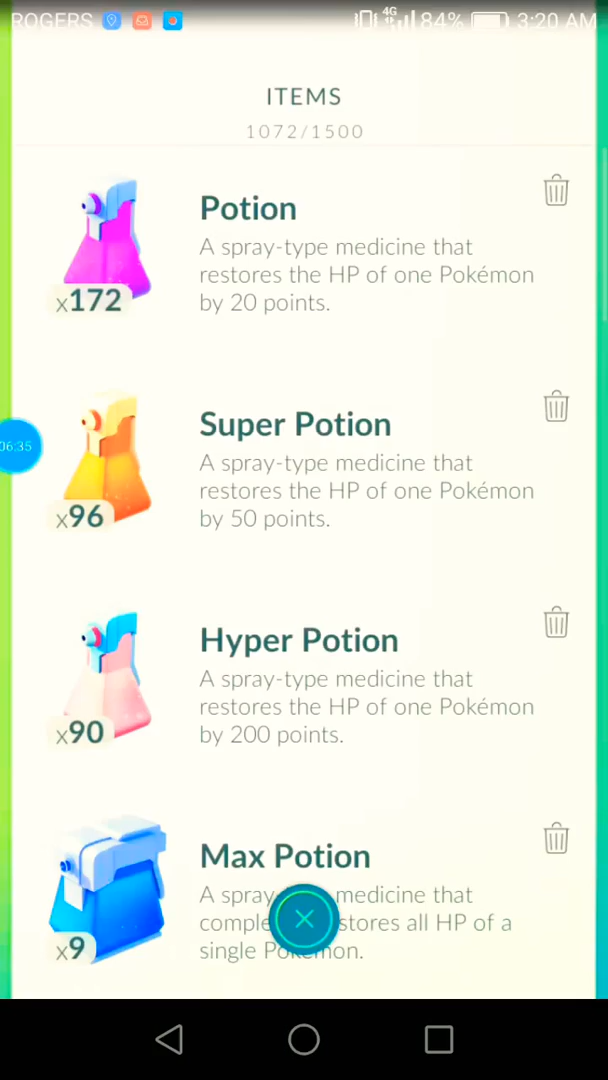 ROGERS 4G 84% 3:20 AM
ITEMS
1072/1500
Potion
A spray-type medicine that
restores the HP of one Pokémon
by 20 points.
x172
Super Potion
A spray-type medicine that
restores the HP of one Pokémon
by 50 points.
x96
06:35
Hyper Potion
A spray-type medicine that
restores the HP of one Pokémon
by 200 points.
x90
Max Potion
A spray- medicine that
comple stores all HP of a
single Pokémon.
x9